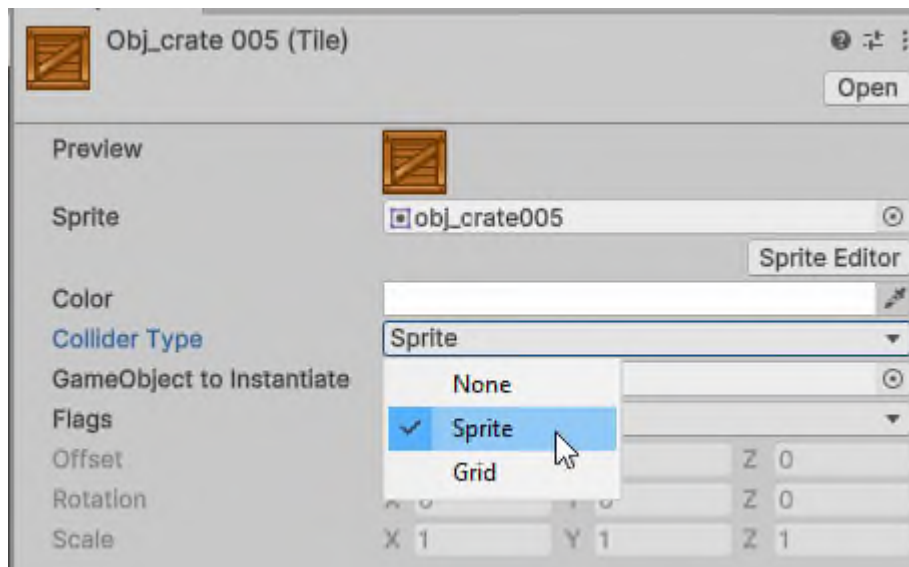 Obj_crate 005 (Tile)
Open
Preview
Sprite obj_crate005
Sprite Editor
Color
Collider Type Sprite
None
GameObject to Instantiate
Flags Sprite
Offset Z 0
Grid
Rotation Z 0
Scale X 1 Y 1 Z 1